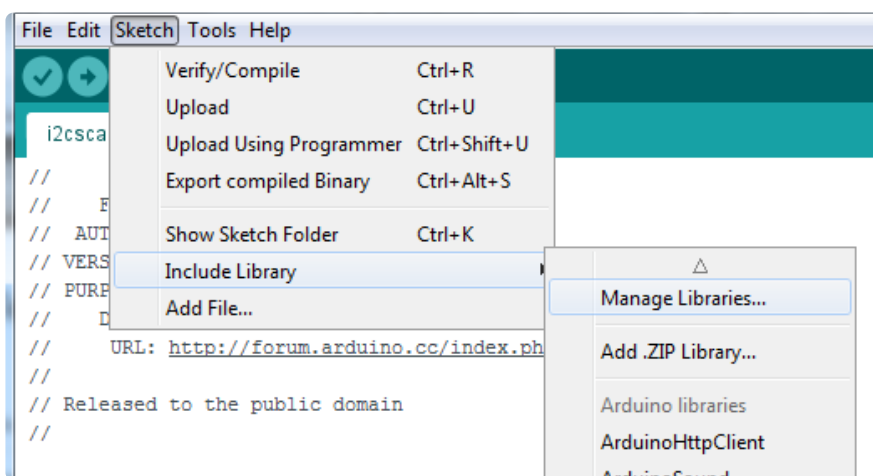 File Edit Sketch Tools Help
Verify/Compile Ctrl+R
Upload Ctrl+U
Upload Using Programmer Ctrl+Shift+U
Export compiled Binary Ctrl+Alt+S
Show Sketch Folder Ctrl+K
Include Library
Add File...
Manage Libraries...
Add .ZIP Library...
Arduino libraries
ArduinoHttpClient
ArduinoSound
i2csca
//
// F
// AUT
// VERS
// PURP
// D
// URL: http://forum.arduino.cc/index.ph
//
// Released to the public domain
//